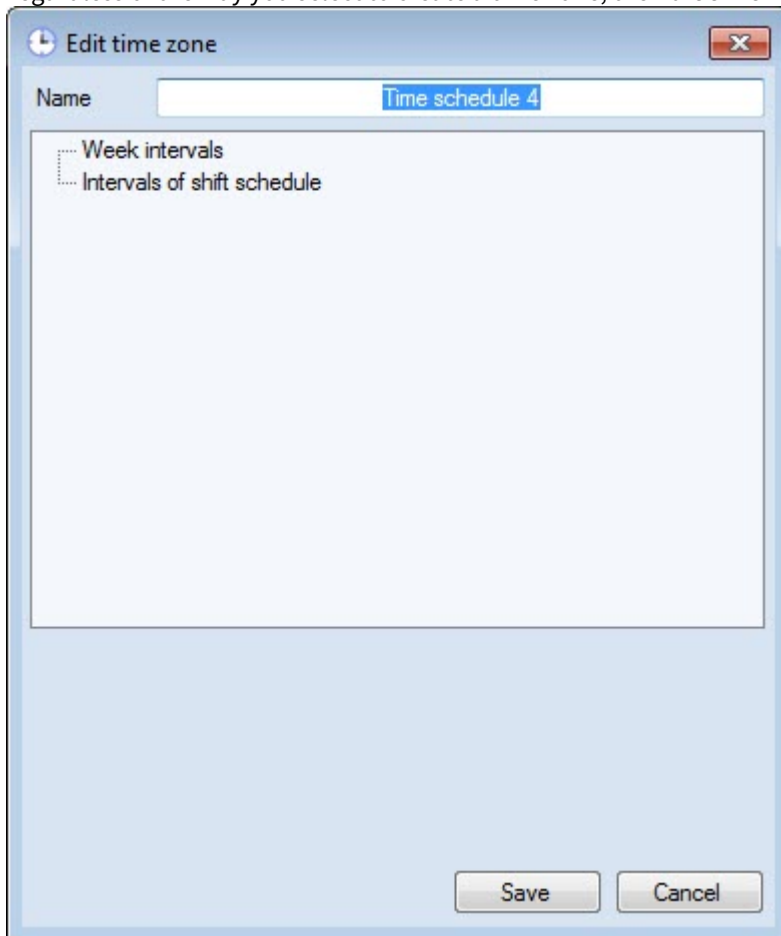 Edit time zone
Name Time schedule 4
Week intervals
Intervals of shift schedule
Save Cancel